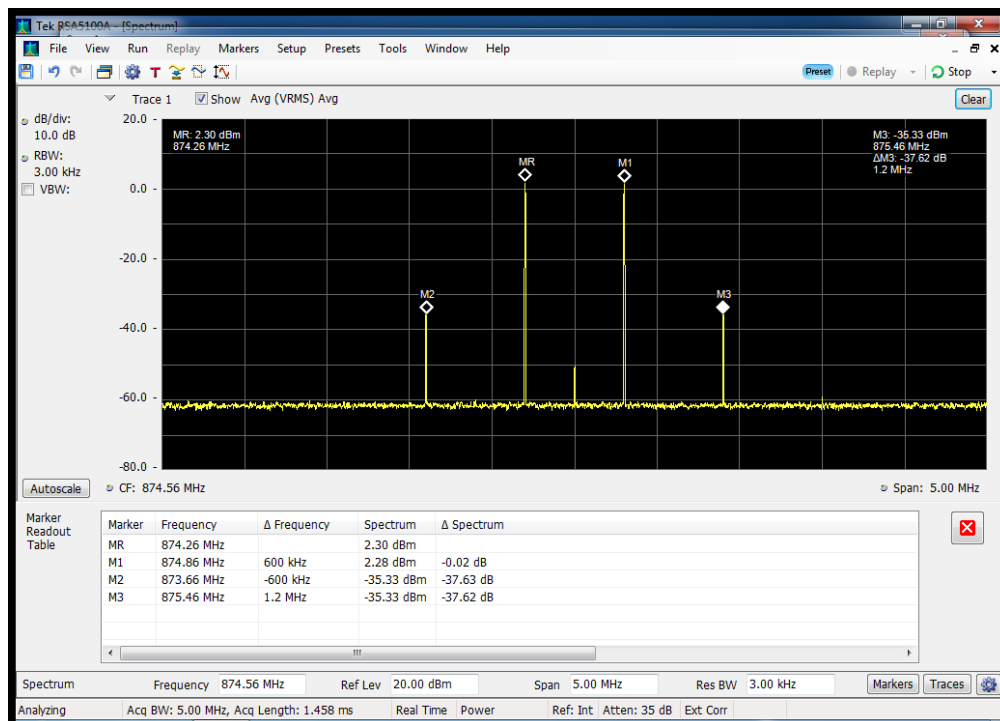 Tek RSA5100A - [Spectrum]
File View Run Replay Markers Setup Presets Tools Window Help
T Preset Replay Stop
Trace 1 Show Avg (VRMS) Avg Clear
dB/div:
10.0 dB
RBW:
3.00 kHz
VBW:
20.0
0.0
-20.0
-40.0
-60.0
-80.0
MR: 2.30 dBm
874.26 MHz
M3: -35.33 dBm
875.46 MHz
ΔM3: -37.62 dB
1.2 MHz
MR M1
M2 M3
Autoscale CF: 874.56 MHz Span: 5.00 MHz
Marker
Readout
Table
Marker Frequency Δ Frequency Spectrum Δ Spectrum
MR 874.26 MHz 2.30 dBm
M1 874.86 MHz 600 kHz 2.28 dBm -0.02 dB
M2 873.66 MHz -600 kHz -35.33 dBm -37.63 dB
M3 875.46 MHz 1.2 MHz -35.33 dBm -37.62 dB
Spectrum Frequency 874.56 MHz Ref Lev 20.00 dBm Span 5.00 MHz Res BW 3.00 kHz Markers Traces
Analyzing Acq BW: 5.00 MHz, Acq Length: 1.458 ms Real Time Power Ref: Int Atten: 35 dB Ext Corr